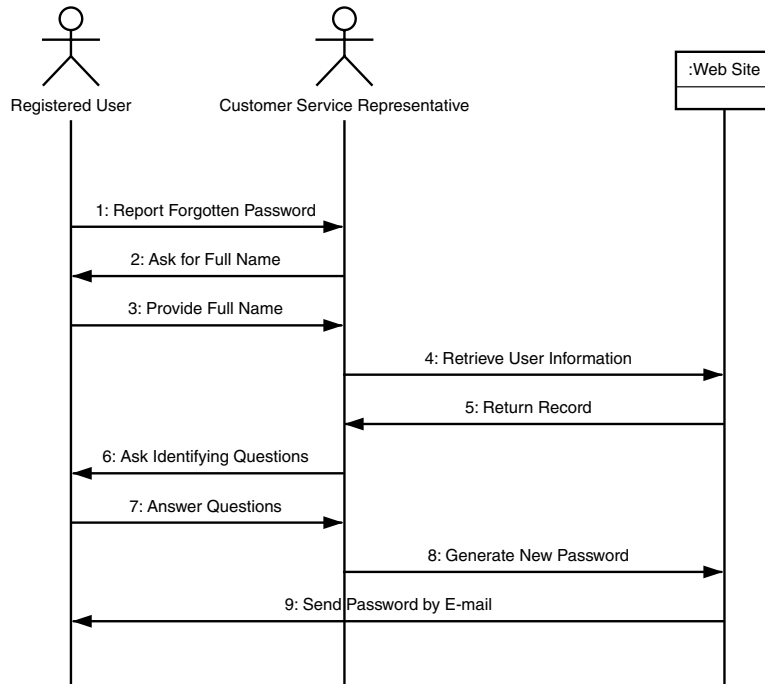 Registered User
Customer Service Representative
:Web Site
1: Report Forgotten Password
2: Ask for Full Name
3: Provide Full Name
4: Retrieve User Information
5: Return Record
6: Ask Identifying Questions
7: Answer Questions
8: Generate New Password
9: Send Password by E-mail